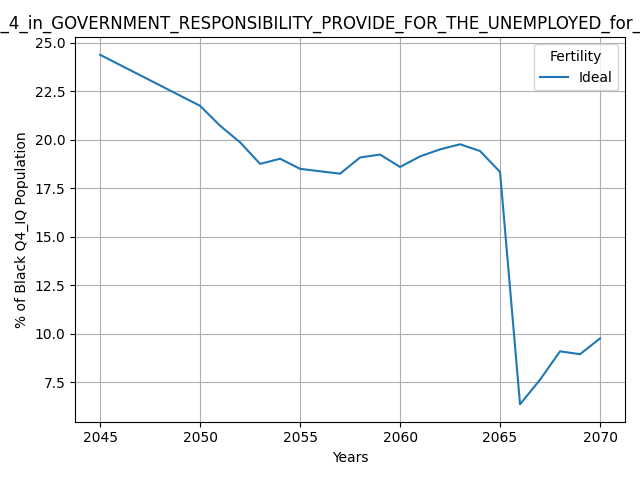 _4_in_GOVERNMENT_RESPONSIBILITY_PROVIDE_FOR_THE_UNEMPLOYED_for_
Fertility
Ideal
% of Black Q4_IQ Population
25.0
22.5
20.0
17.5
15.0
12.5
10.0
7.5
2045 2050 2055 2060 2065 2070
Years